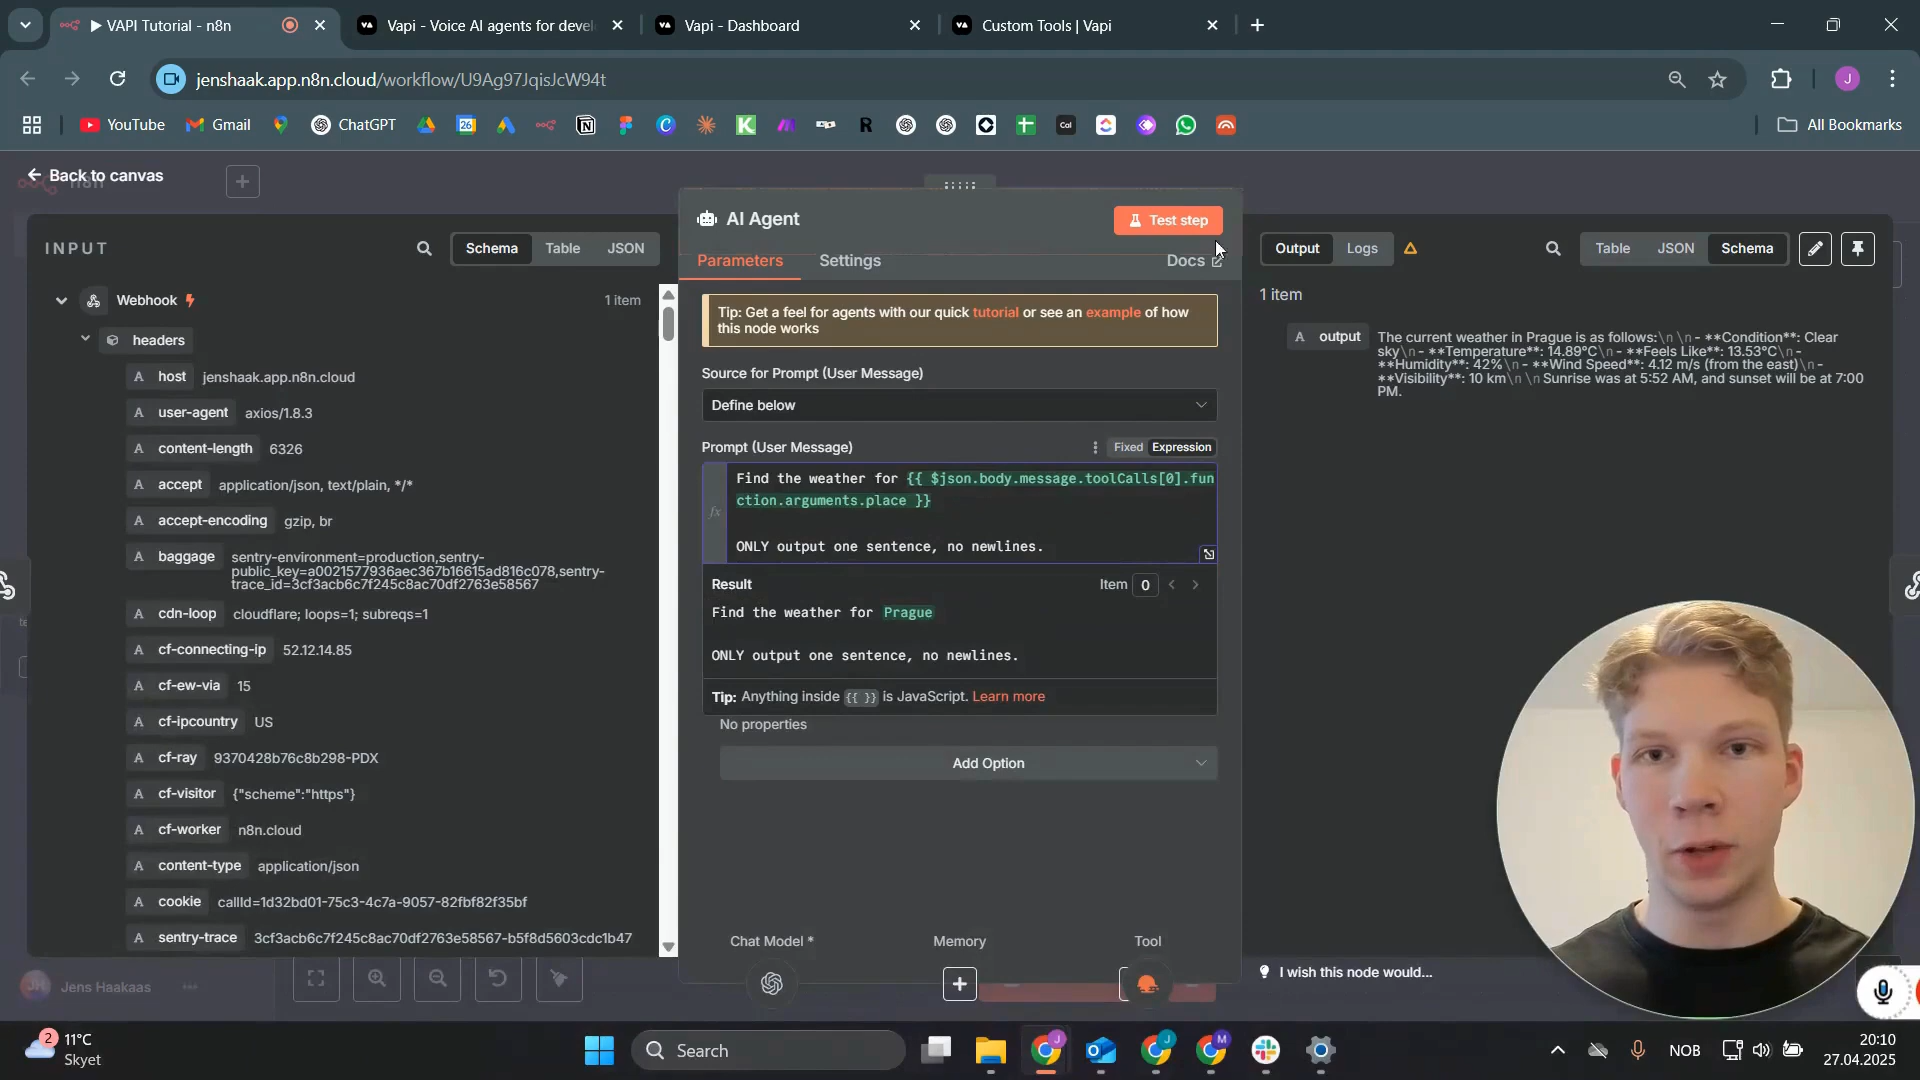 VAPI Tutorial - n8n
Vapi - Voice AI agents for deve
Vapi - Dashboard
Custom Tools | Vapi
jenshaak.app.n8n.cloud/workflow/U9Ag97JqisJcW94t
YouTube
Gmail
ChatGPT
All Bookmarks
Back to canvas
n8n
INPUT
Schema
Table
JSON
Webhook
1 item
headers
host jenshaak.app.n8n.cloud
user-agent axios/1.8.3
content-length 6326
accept application/json, text/plain, */*
accept-encoding gzip, br
baggage sentry-environment=production,sentry-
public_key=a0021577936aec367b16615ad816c078,sentry-
trace_id=3cf3acb6c7f245c8ac70df2763e58567
cdn-loop cloudflare; loops=1; subreqs=1
cf-connecting-ip 52.12.14.85
cf-ew-via 15
cf-ipcountry US
cf-ray 9370428b76c8b298-PDX
cf-visitor {"scheme":"https"}
cf-worker n8n.cloud
content-type application/json
cookie callId=1d32bd01-75c3-4c7a-9057-82fbf82f35bf
sentry-trace 3cf3acb6c7f245c8ac70df2763e58567-b5f8d5603cdc1b47
AI Agent
Test step
Parameters
Settings
Docs
Tip: Get a feel for agents with our quick tutorial or see an example of how
this node works
Source for Prompt (User Message)
Define below
Prompt (User Message)
Fixed
Expression
fx
Find the weather for {{ $json.body.message.toolCalls[0].fun
ction.arguments.place }}
ONLY output one sentence, no newlines.
Result
Item 0
Find the weather for Prague
ONLY output one sentence, no newlines.
Tip: Anything inside {{ }} is JavaScript. Learn more
No properties
Add Option
Chat Model *
Memory
Tool
Output
Logs
Table
JSON
Schema
1 item
output The current weather in Prague is as follows:\n\n- **Condition**: Clear
sky\n- **Temperature**: 14.89°C\n- **Feels Like**: 13.53°C\n-
**Humidity**: 42%\n- **Wind Speed**: 4.12 m/s (from the east)\n-
**Visibility**: 10 km\n\nSunrise was at 5:52 AM, and sunset will be at 7:00
PM.
I wish this node would...
Jens Haakaas
2
11°C
Skyet
Search
NOB
20:10
27.04.2025